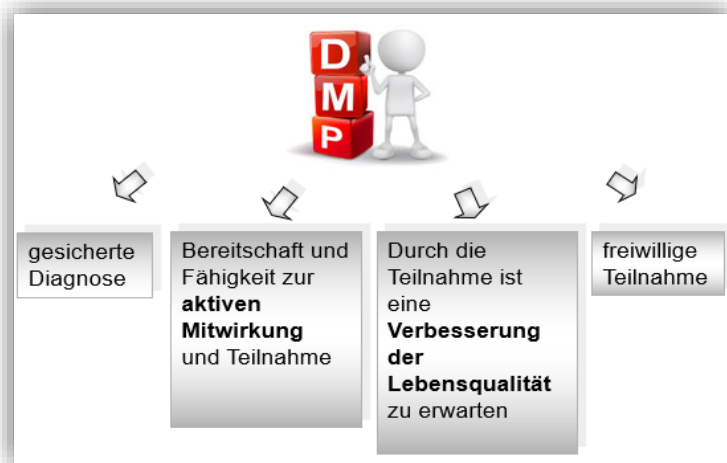 D
M
P
gesicherte
Diagnose
Bereitschaft und
Fähigkeit zur
aktiven
Mitwirkung
und Teilnahme
Durch die
Teilnahme ist
eine
Verbesserung
der
Lebensqualität
zu erwarten
freiwillige
Teilnahme